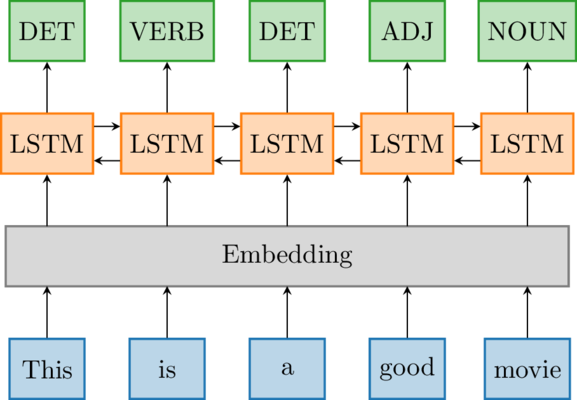 DET VERB DET ADJ NOUN
LSTM LSTM LSTM LSTM LSTM
Embedding
This is a good movie